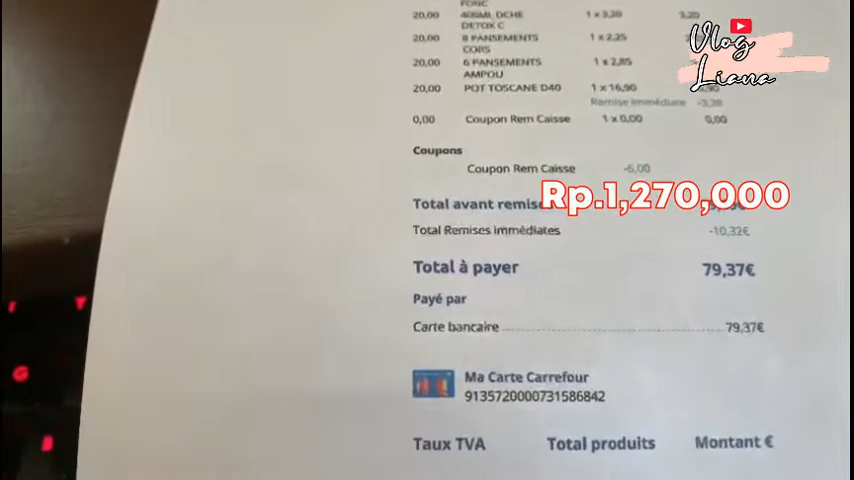 FONC
20,00 400ML DCHE 1 x 3,20 3,20
DETOX C
20,00 8 PANSEMENTS 1 x 2,25
CORS
20,00 6 PANSEMENTS 1 x 2,85
AMPOU
20,00 POT TOSCANE D40 1 x 16,90
Remise Immédiate -3,38
0,00 Coupon Rem Caisse 1 x 0,00 0,00
Vlog
Liana
Coupons
Coupon Rem Caisse -6,00
Rp.1,270,000
Total avant remise
Total Remises Immédiates -10,32€
Total à payer 79,37€
Payé par
Carte bancaire 79,37€
Ma Carte Carrefour
9135720000731586842
Taux TVA Total produits Montant €